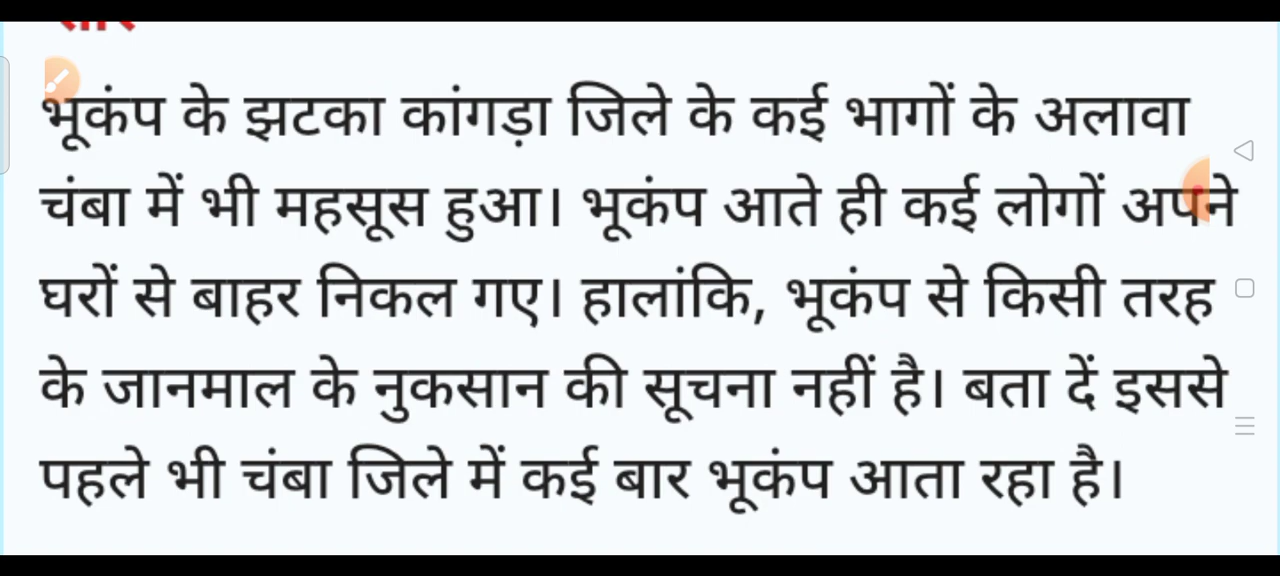 भूकंप के झटका कांगड़ा जिले के कई भागों के अलावा
चंबा में भी महसूस हुआ। भूकंप आते ही कई लोगों अपने
घरों से बाहर निकल गए। हालांकि, भूकंप से किसी तरह
के जानमाल के नुकसान की सूचना नहीं है। बता दें इससे
पहले भी चंबा जिले में कई बार भूकंप आता रहा है।